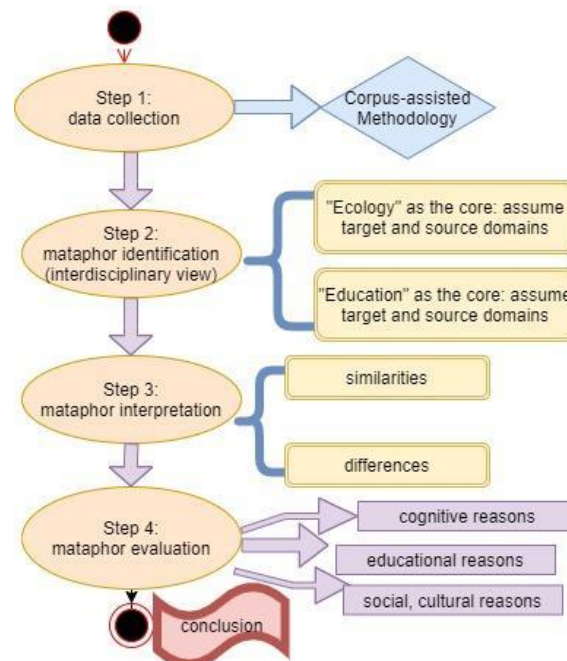 Step 1:
data collection
Corpus-assisted
Methodology
Step 2:
mataphor identification
(interdisciplinary view)
"Ecology" as the core: assume
target and source domains
"Education" as the core: assume
target and source domains
Step 3:
mataphor interpretation
similarities
differences
Step 4:
mataphor evaluation
cognitive reasons
educational reasons
social, cultural reasons
conclusion